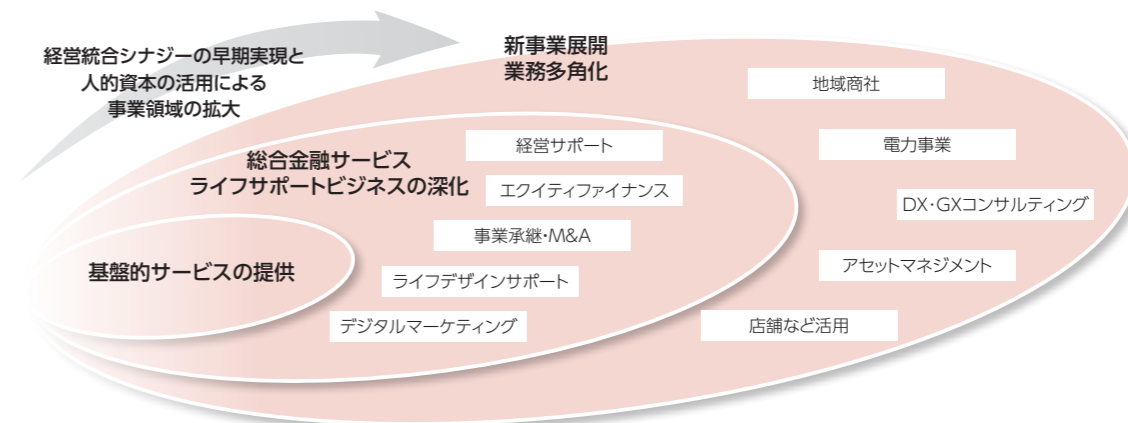 経営統合シナジーの早期実現と
人的資本の活用による
事業領域の拡大
新事業展開
業務多角化
地域商社
電力事業
DX・GXコンサルティング
アセットマネジメント
店舗など活用
総合金融サービス
ライフサポートビジネスの深化
経営サポート
エクイティファイナンス
事業承継・M&A
ライフデザインサポート
デジタルマーケティング
基盤的サービスの提供